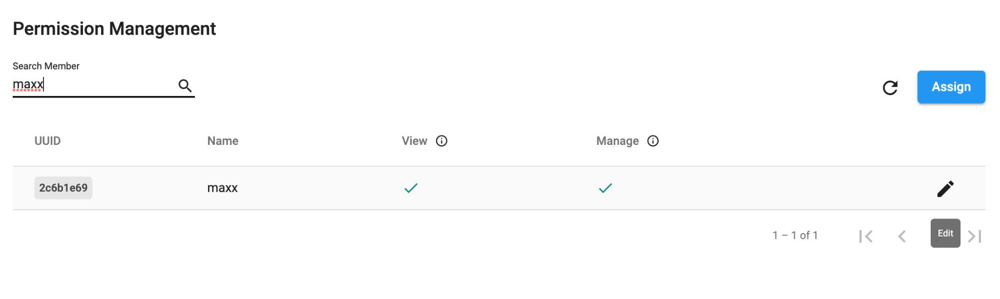 Permission Management
Search Member
maxx
Assign
UUID Name View Manage
2c6b1e69 maxx
1 – 1 of 1
Edit